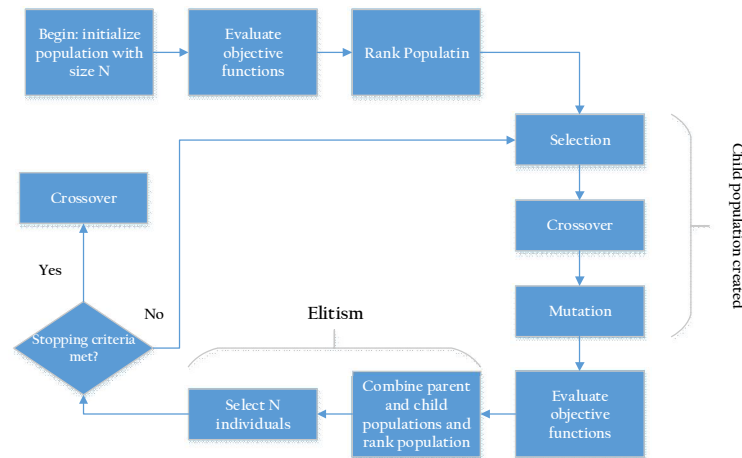 Begin: initialize
population with
size N
Evaluate
objective
functions
Rank Populatin
Selection
Crossover
Mutation
Child population created
Evaluate
objective
functions
Combine parent
and child
populations and
rank population
Elitism
Select N
individuals
Stopping criteria
met?
No
Yes
Crossover